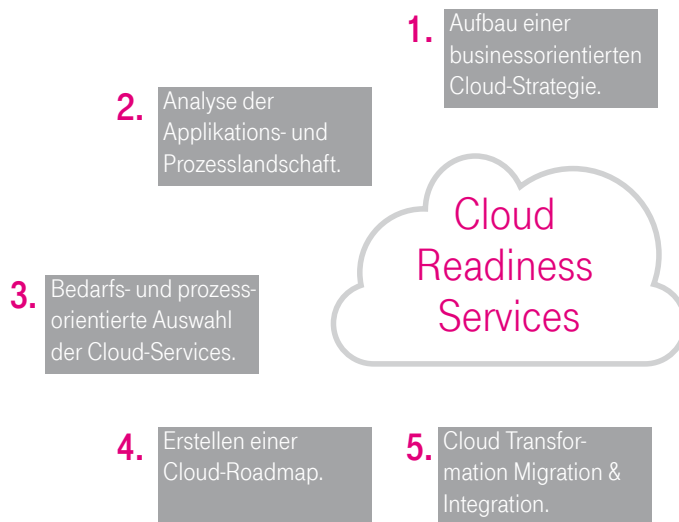 1. Aufbau einer
businessorientierten
Cloud-Strategie.
2. Analyse der
Applikations- und
Prozesslandschaft.
Cloud
Readiness
Services
3. Bedarfs- und prozess-
orientierte Auswahl
der Cloud-Services.
4. Erstellen einer
Cloud-Roadmap.
5. Cloud Transfor-
mation Migration &
Integration.